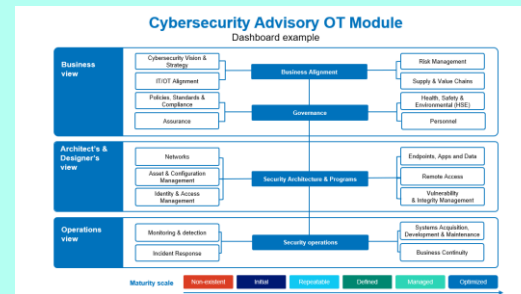 Cybersecurity Advisory OT Module
Dashboard example
Business
view
Cybersecurity Vision &
Strategy
IT/OT Alignment
Policies, Standards &
Compliance
Assurance
Business Alignment
Governance
Risk Management
Supply & Value Chains
Health, Safety &
Environmental (HSE)
Personnel
Architect's &
Designer's
view
Networks
Asset & Configuration
Management
Identity & Access
Management
Security Architecture & Programs
Endpoints, Apps and Data
Remote Access
Vulnerability
& Integrity Management
Operations
view
Monitoring & detection
Incident Response
Security operations
Systems Acquisition,
Development & Maintenance
Business Continuity
Maturity scale
Non-existent
Initial
Repeatable
Defined
Managed
Optimized